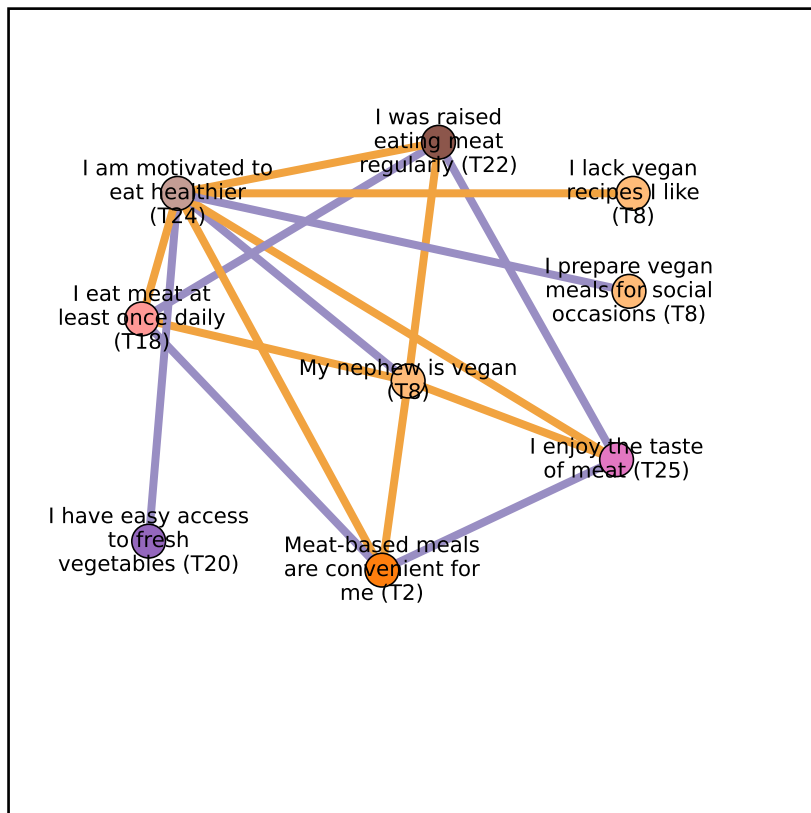 I was raised
eating meat
regularly (T22)
I am motivated to
eat healthier
(T24)
I lack vegan
recipes I like
(T8)
I prepare vegan
meals for social
occasions (T8)
I eat meat at
least once daily
(T18)
My nephew is vegan
(T8)
I enjoy the taste
of meat (T25)
I have easy access
to fresh
vegetables (T20)
Meat-based meals
are convenient for
me (T2)